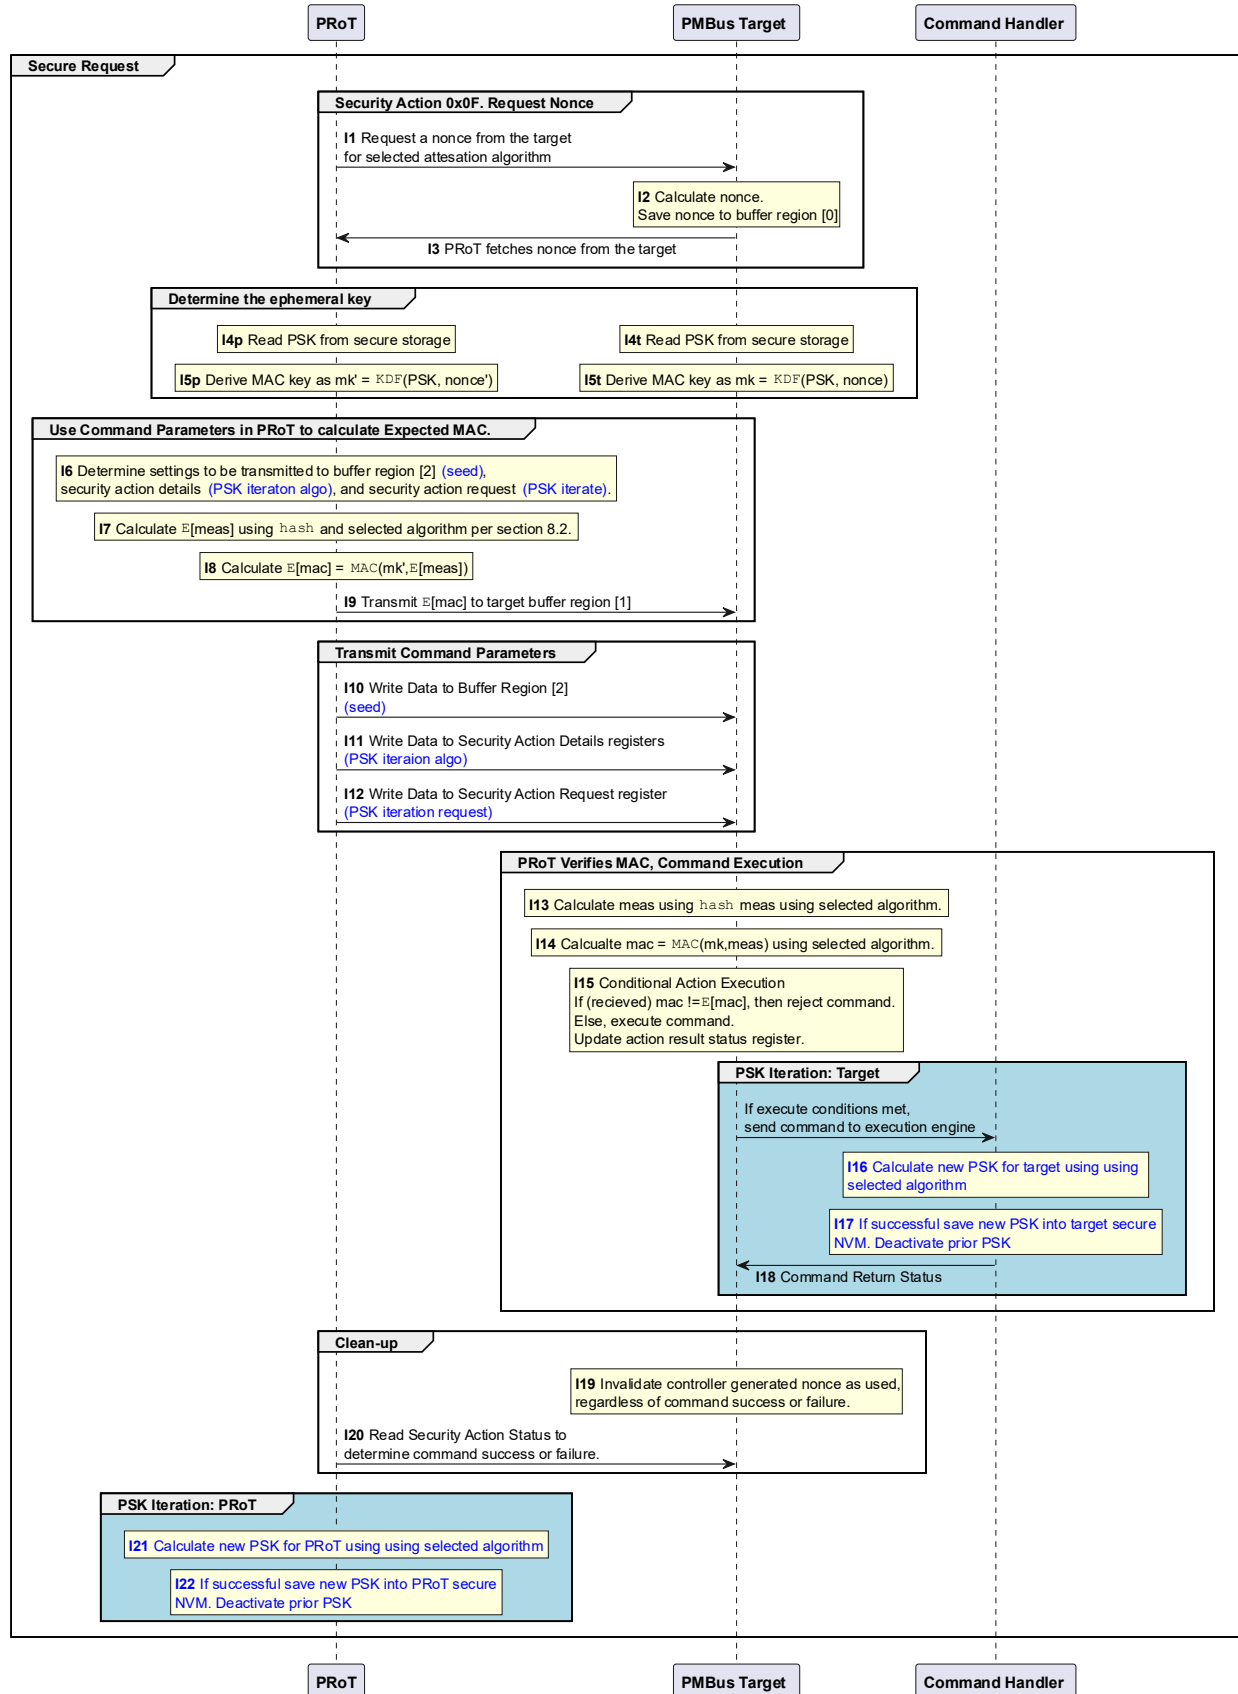 PRoT
PMBus Target
Command Handler
Secure Request
Security Action 0x0F. Request Nonce
I1 Request a nonce from the target
for selected attesation algorithm
I2 Calculate nonce.
Save nonce to buffer region [0]
I3 PRoT fetches nonce from the target
Determine the ephemeral key
I4p Read PSK from secure storage
I4t Read PSK from secure storage
I5p Derive MAC key as mk' = KDF(PSK, nonce')
I5t Derive MAC key as mk = KDF(PSK, nonce)
Use Command Parameters in PRoT to calculate Expected MAC.
I6 Determine settings to be transmitted to buffer region [2] (seed),
security action details (PSK iteraton algo), and security action request (PSK iterate).
I7 Calculate E[meas] using hash and selected algorithm per section 8.2.
I8 Calculate E[mac] = MAC(mk',E[meas])
I9 Transmit E[mac] to target buffer region [1]
Transmit Command Parameters
I10 Write Data to Buffer Region [2]
(seed)
I11 Write Data to Security Action Details registers
(PSK iteraion algo)
I12 Write Data to Security Action Request register
(PSK iteration request)
PRoT Verifies MAC, Command Execution
I13 Calculate meas using hash meas using selected algorithm.
I14 Calcualte mac = MAC(mk,meas) using selected algorithm.
I15 Conditional Action Execution
If (recieved) mac !=E[mac], then reject command.
Else, execute command.
Update action result status register.
PSK Iteration: Target
If execute conditions met,
send command to execution engine
I16 Calculate new PSK for target using using
selected algorithm
I17 If successful save new PSK into target secure
NVM. Deactivate prior PSK
I18 Command Return Status
Clean-up
I19 Invalidate controller generated nonce as used,
regardless of command success or failure.
I20 Read Security Action Status to
determine command success or failure.
PSK Iteration: PRoT
I21 Calculate new PSK for PRoT using using selected algorithm
I22 If successful save new PSK into PRoT secure
NVM. Deactivate prior PSK
PRoT
PMBus Target
Command Handler